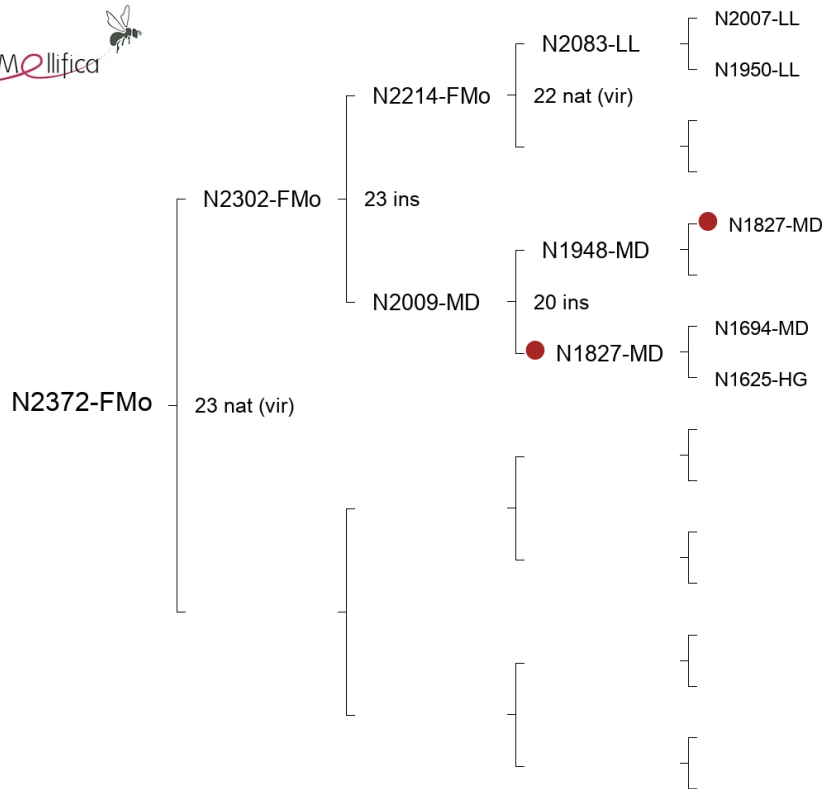 Mellifica
N2007-LL
N2083-LL
N1950-LL
N2214-FMo
22 nat (vir)
N2302-FMo
23 ins
N1827-MD
N1948-MD
N2009-MD
20 ins
N1694-MD
N1827-MD
N1625-HG
N2372-FMo
23 nat (vir)